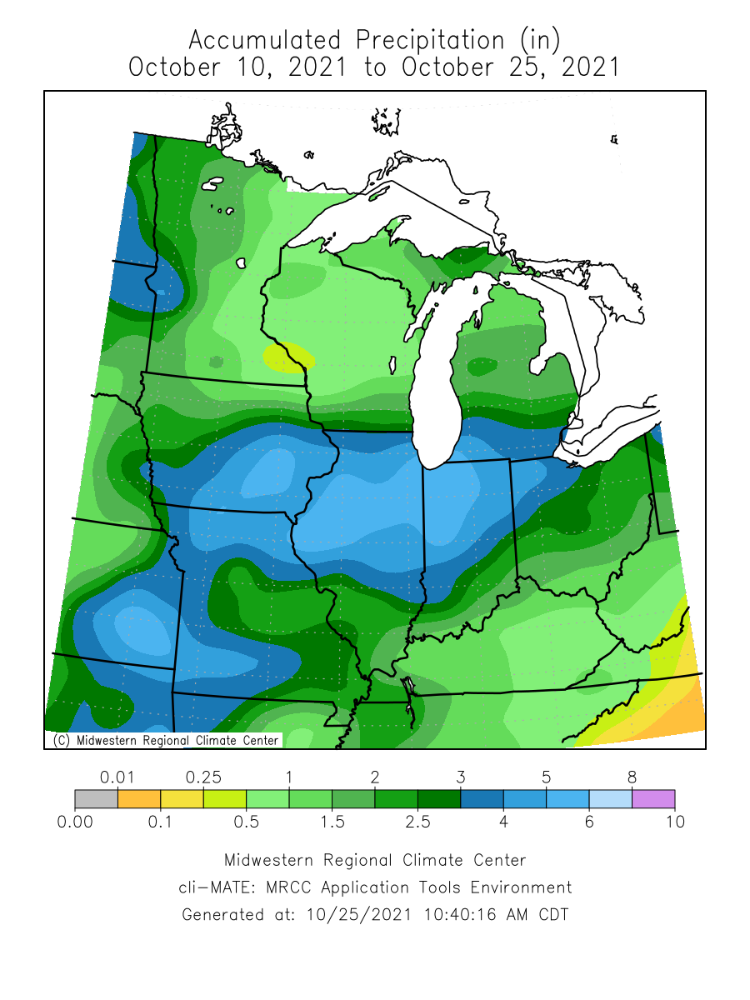 Accumulated Precipitation (in)
October 10, 2021 to October 25, 2021
(C) Midwestern Regional Climate Center
0.01 0.25 1 2 3 5 8
0.00 0.1 0.5 1.5 2.5 4 6 10
Midwestern Regional Climate Center
cli-MATE: MRCC Application Tools Environment
Generated at: 10/25/2021 10:40:16 AM CDT